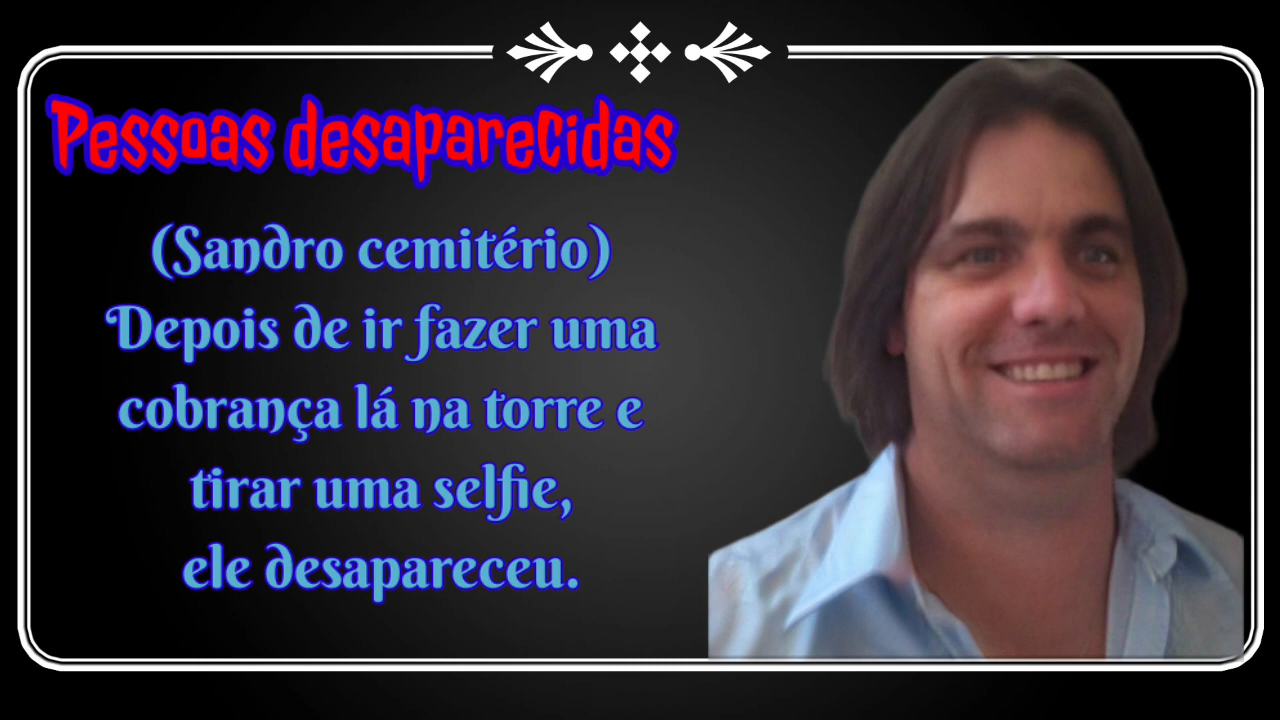 Pessoas desaparecidas
(Sandro cemitério)
Depois de ir fazer uma
cobrança lá na torre e
tirar uma selfie,
ele desapareceu.